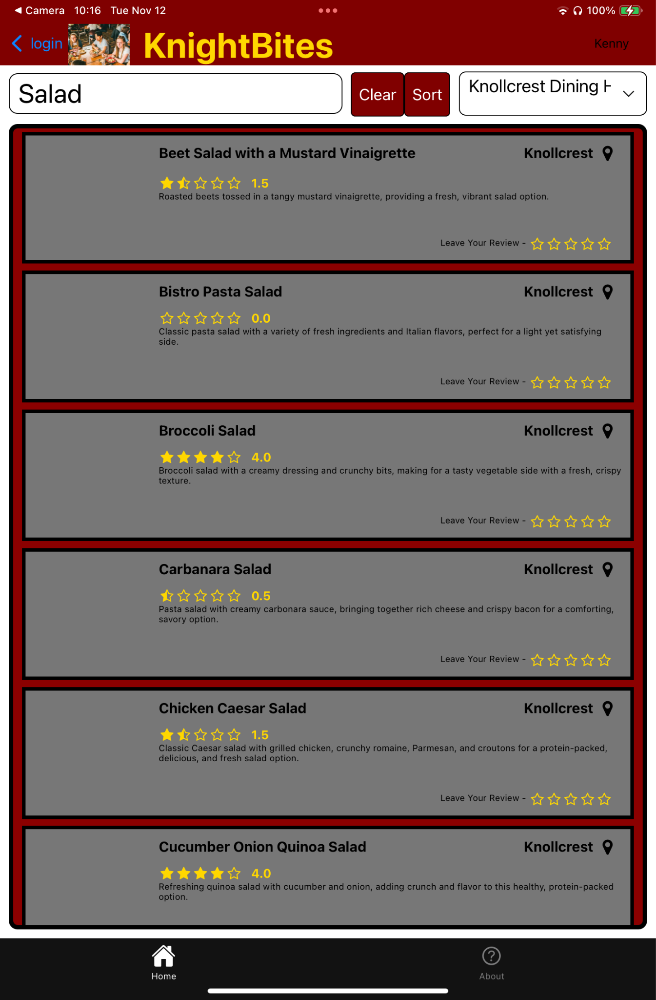 Camera 10:16 Tue Nov 12 100%
login KnightBites Kenny
Salad Clear Sort Knollcrest Dining H
Beet Salad with a Mustard Vinaigrette Knollcrest
1.5
Roasted beets tossed in a tangy mustard vinaigrette, providing a fresh, vibrant salad option.
Leave Your Review -
Bistro Pasta Salad Knollcrest
0.0
Classic pasta salad with a variety of fresh ingredients and Italian flavors, perfect for a light yet satisfying
side.
Leave Your Review -
Broccoli Salad Knollcrest
4.0
Broccoli salad with a creamy dressing and crunchy bits, making for a tasty vegetable side with a fresh, crispy
texture.
Leave Your Review -
Carbanara Salad Knollcrest
0.5
Pasta salad with creamy carbonara sauce, bringing together rich cheese and crispy bacon for a comforting,
savory option.
Leave Your Review -
Chicken Caesar Salad Knollcrest
1.5
Classic Caesar salad with grilled chicken, crunchy romaine, Parmesan, and croutons for a protein-packed,
delicious, and fresh salad option.
Leave Your Review -
Cucumber Onion Quinoa Salad Knollcrest
4.0
Refreshing quinoa salad with cucumber and onion, adding crunch and flavor to this healthy, protein-packed
option.
Home About